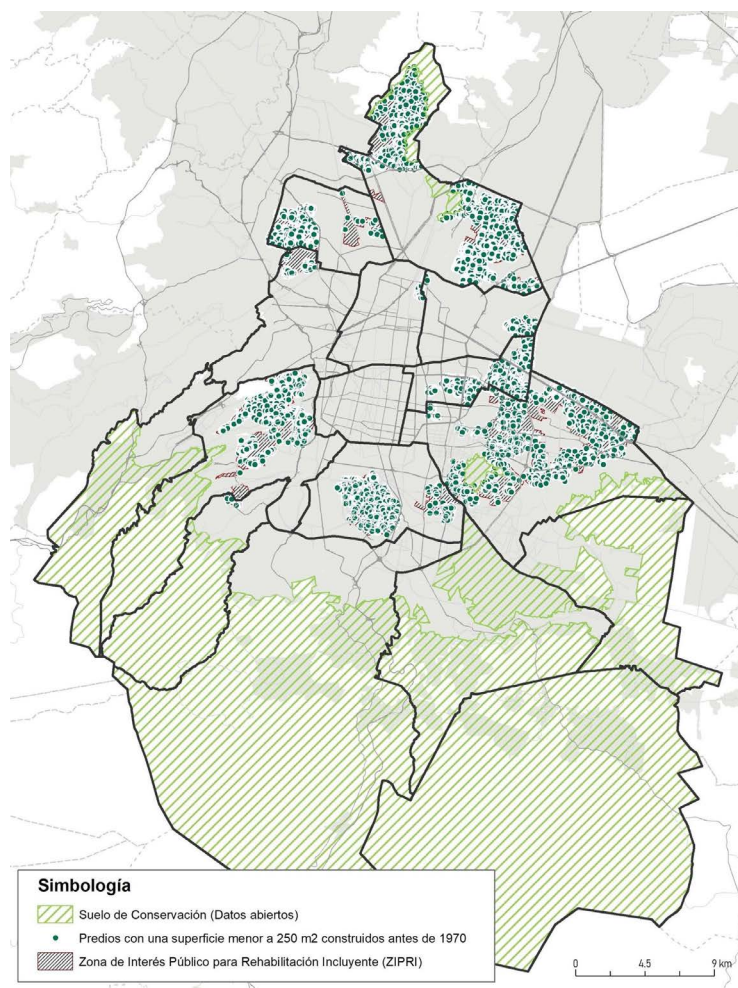 Simbología
Suelo de Conservación (Datos abiertos)
Predios con una superficie menor a 250 m2 construidos antes de 1970
Zona de Interés Público para Rehabilitación Incluyente (ZIPRI)
0 4.5 9 km